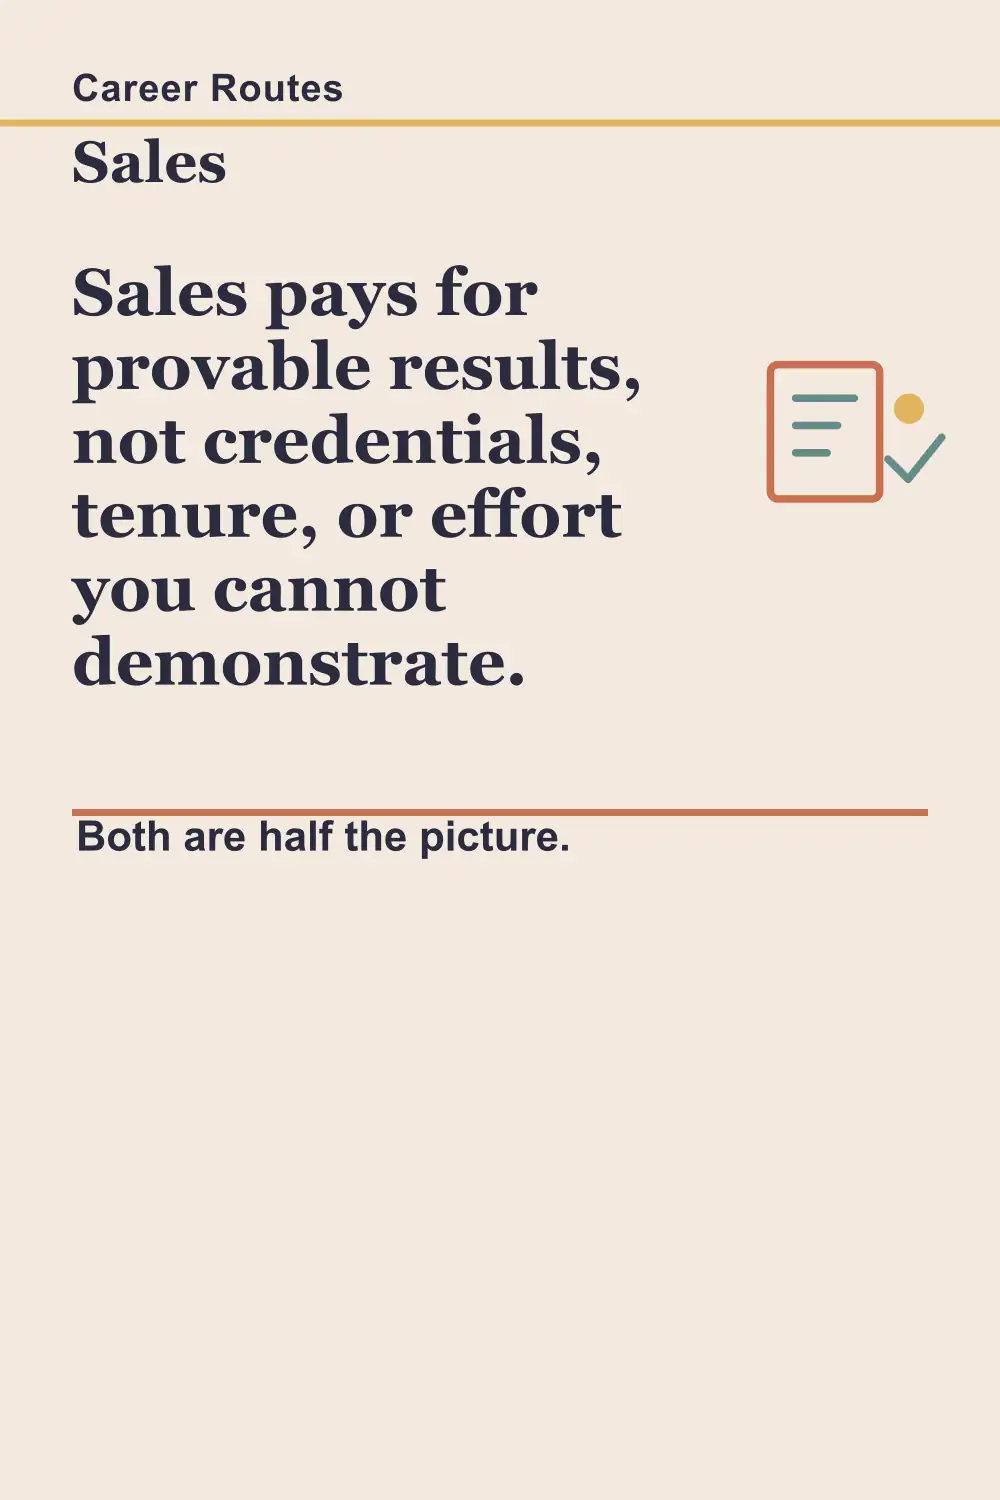 Career Routes
Sales
Sales pays for
provable results,
not credentials,
tenure, or effort
you cannot
demonstrate.
Both are half the picture.